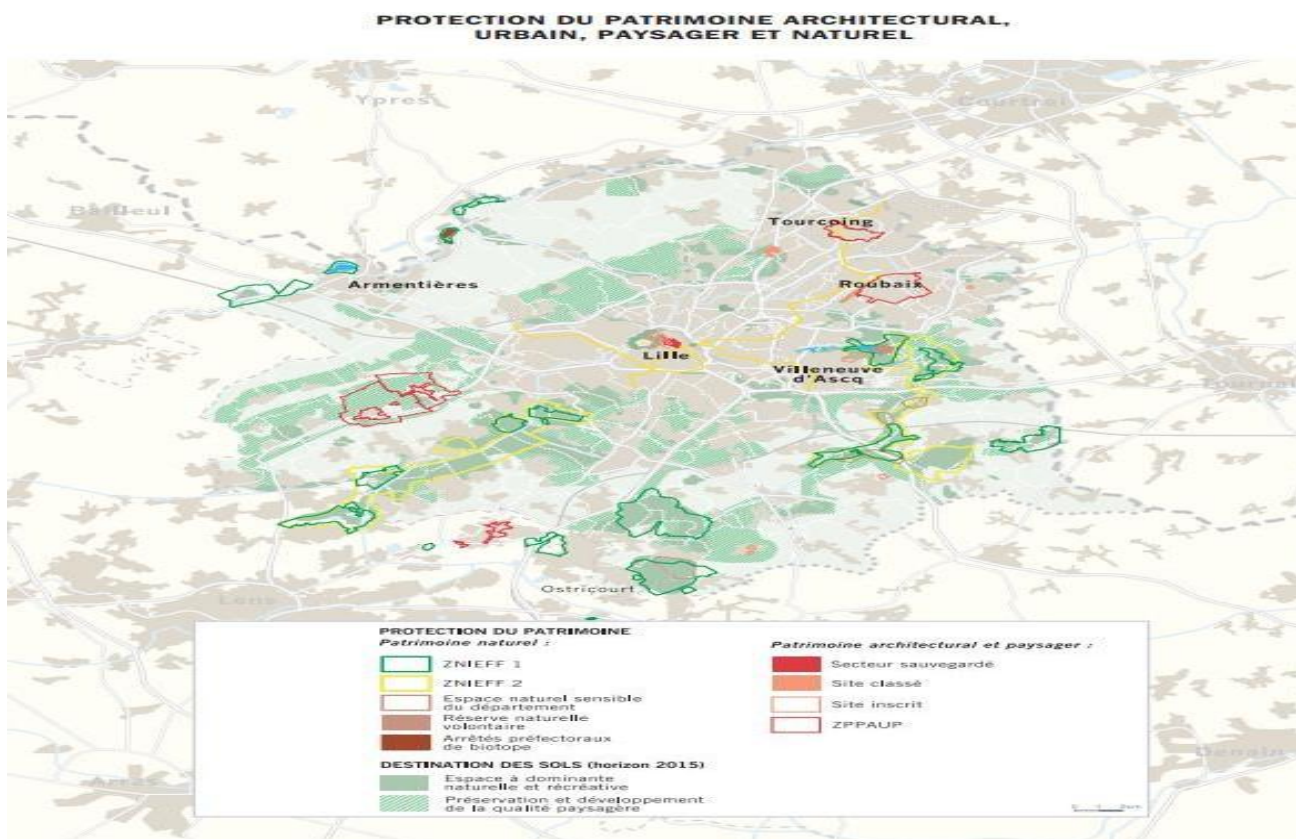 PROTECTION DU PATRIMOINE ARCHITECTURAL,
URBAIN, PAYSAGER ET NATUREL
Ypres
Courtrai
Bailleul
Tourcoing
Armentières
Roubaix
Lille
Villeneuve
d'Ascq
Tournai
Ostricourt
Lens
Arras
Denain
PROTECTION DU PATRIMOINE
Patrimoine naturel :
ZNIEFF 1
ZNIEFF 2
Espace naturel sensible
du département
Réserve naturelle
volontaire
Arrêtés préfectoraux
de biotope
DESTINATION DES SOLS (horizon 2015)
Espace à dominante
naturelle et récréative
Préservation et développement
de la qualité paysagère
Patrimoine architectural et paysager :
Secteur sauvegardé
Site classé
Site inscrit
ZPPAUP